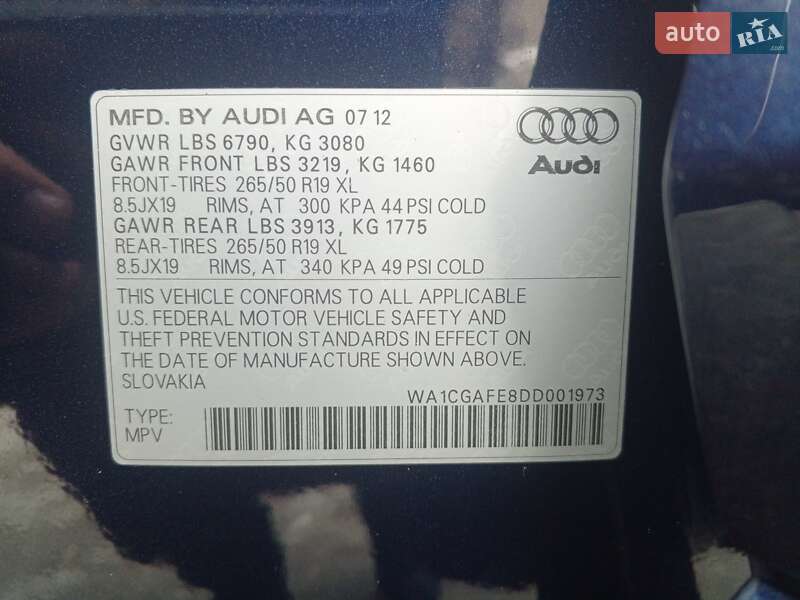 auto RIA.com
MFD. BY AUDI AG 07 12
GVWR LBS 6790, KG 3080
GAWR FRONT LBS 3219, KG 1460
FRONT-TIRES 265/50 R19 XL
8.5JX19 RIMS, AT 300 KPA 44 PSI COLD
GAWR REAR LBS 3913, KG 1775
REAR-TIRES 265/50 R19 XL
8.5JX19 RIMS, AT 340 KPA 49 PSI COLD
Audi
THIS VEHICLE CONFORMS TO ALL APPLICABLE
U.S. FEDERAL MOTOR VEHICLE SAFETY AND
THEFT PREVENTION STANDARDS IN EFFECT ON
THE DATE OF MANUFACTURE SHOWN ABOVE.
SLOVAKIA
WA1CGAFE8DD001973
TYPE:
MPV